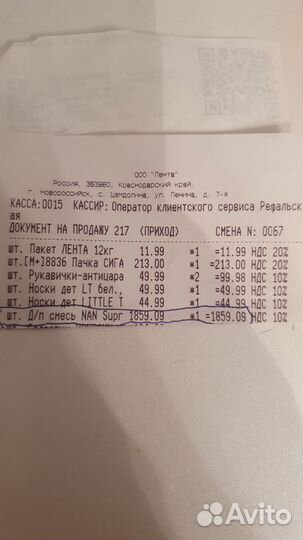 ООО "Лента"
Россия, 353960, Краснодарский край,
г. Новороссийск, с. Цемдолина, ул. Ленина, д. 7-Ж
КАССА:0015 КАССИР: Оператор клиентского сервиса Рефальск
ая
ДОКУМЕНТ НА ПРОДАЖУ 217 (ПРИХОД) СМЕНА N: 0067
шт. Пакет ЛЕНТА 12кг 11.99 *1 =11.99 НДС 20%
шт. [М+]8836 Пачка СИГА 213.00 *1 =213.00 НДС 20%
шт. Рукавички-антицара 49.99 *2 =99.98 НДС 10%
шт. Носки дет LT бел., 49.99 *1 =49.99 НДС 10%
шт. Носки дет LITTLE T 44.99 *1 =44.99 НДС 10%
шт. Д/п смесь NAN Supr 1859.09 *1 =1859.09 НДС 10%
Avito